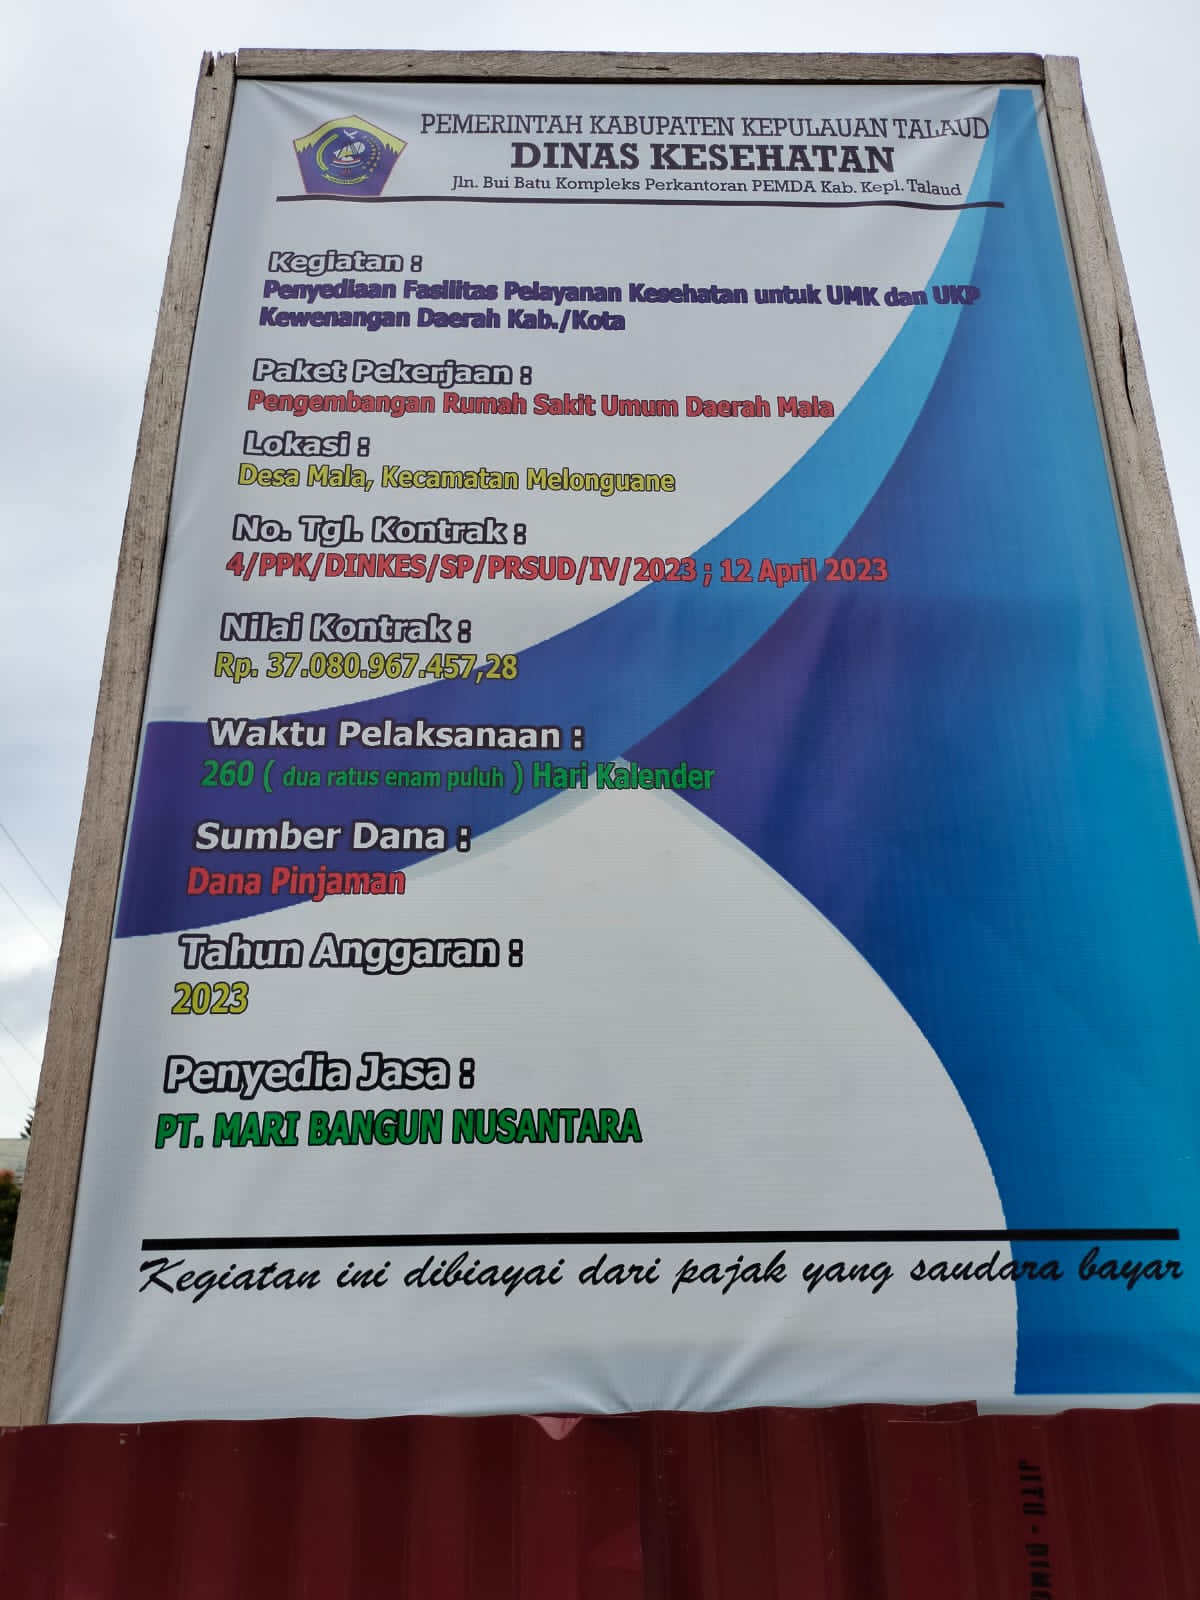 PEMERINTAH KABUPATEN KEPULAUAN TALAUD
DINAS KESEHATAN
Jln. Bui Batu Kompleks Perkantoran PEMDA Kab. Kepl. Talaud
Kegiatan :
Penyediaan Fasilitas Pelayanan Kesehatan untuk UMK dan UKP
Kewenangan Daerah Kab./Kota
Paket Pekerjaan :
Pengembangan Rumah Sakit Umum Daerah Mala
Lokasi :
Desa Mala, Kecamatan Melonguane
No. Tgl. Kontrak :
4/PPK/DINKES/SP/PRSUD/IV/2023 ; 12 April 2023
Nilai Kontrak :
Rp. 37.080.967.457,28
Waktu Pelaksanaan :
260 ( dua ratus enam puluh ) Hari Kalender
Sumber Dana :
Dana Pinjaman
Tahun Anggaran :
2023
Penyedia Jasa :
PT. MARI BANGUN NUSANTARA
Kegiatan ini dibiayai dari pajak yang saudara bayar